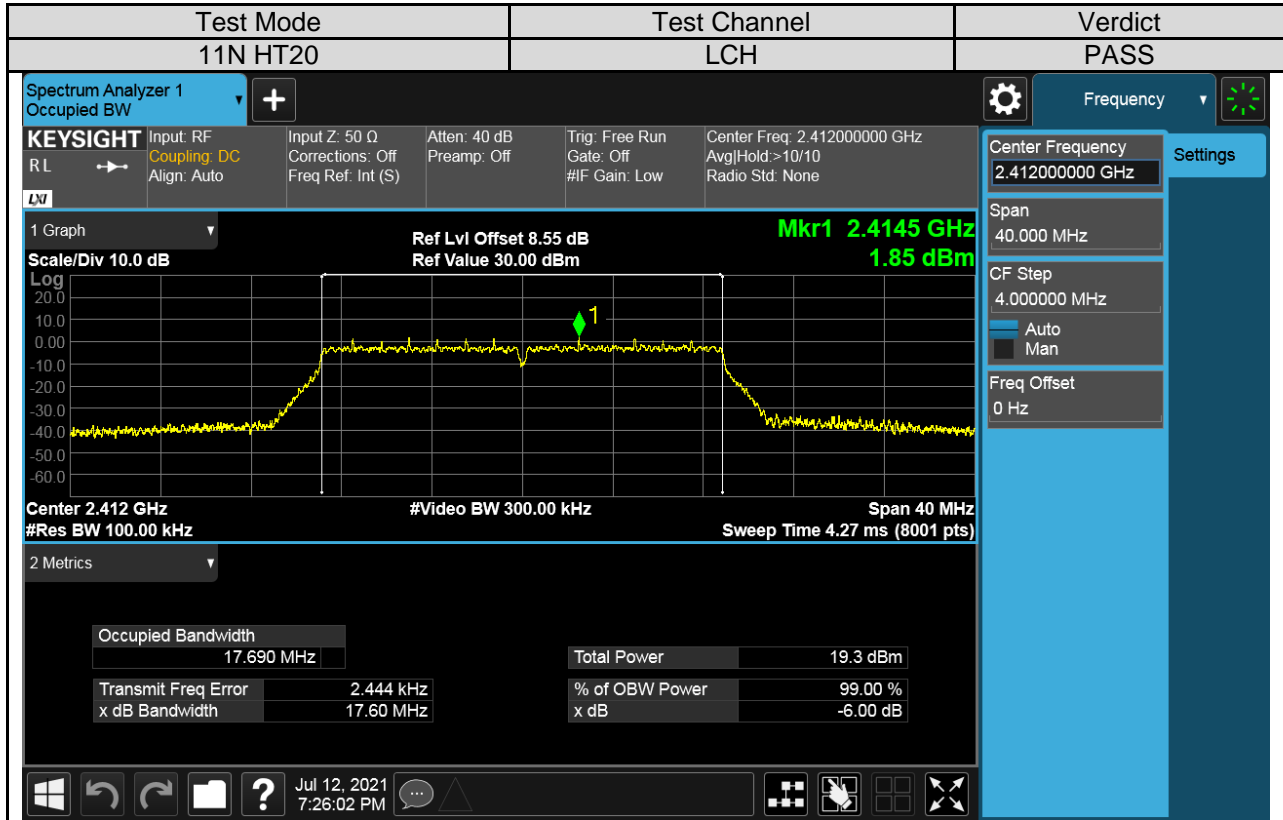 Test Mode Test Channel Verdict
11N HT20 LCH PASS
Spectrum Analyzer 1
Occupied BW
+
Frequency
KEYSIGHT
R L
LXI
Input: RF
Coupling: DC
Align: Auto
Input Z: 50 Ω
Corrections: Off
Freq Ref: Int (S)
Atten: 40 dB
Preamp: Off
Trig: Free Run
Gate: Off
#IF Gain: Low
Center Freq: 2.412000000 GHz
Avg|Hold:>10/10
Radio Std: None
Center Frequency
2.412000000 GHz
Settings
Span
40.000 MHz
CF Step
4.000000 MHz
Auto
Man
Freq Offset
0 Hz
1 Graph
Scale/Div 10.0 dB
Ref Lvl Offset 8.55 dB
Ref Value 30.00 dBm
Mkr1 2.4145 GHz
1.85 dBm
Log
20.0
10.0
0.00
-10.0
-20.0
-30.0
-40.0
-50.0
-60.0
1
Center 2.412 GHz
#Res BW 100.00 kHz
#Video BW 300.00 kHz
Span 40 MHz
Sweep Time 4.27 ms (8001 pts)
2 Metrics
Occupied Bandwidth
17.690 MHz
Total Power 19.3 dBm
Transmit Freq Error 2.444 kHz
% of OBW Power 99.00 %
x dB Bandwidth 17.60 MHz
x dB -6.00 dB
?
Jul 12, 2021
7:26:02 PM